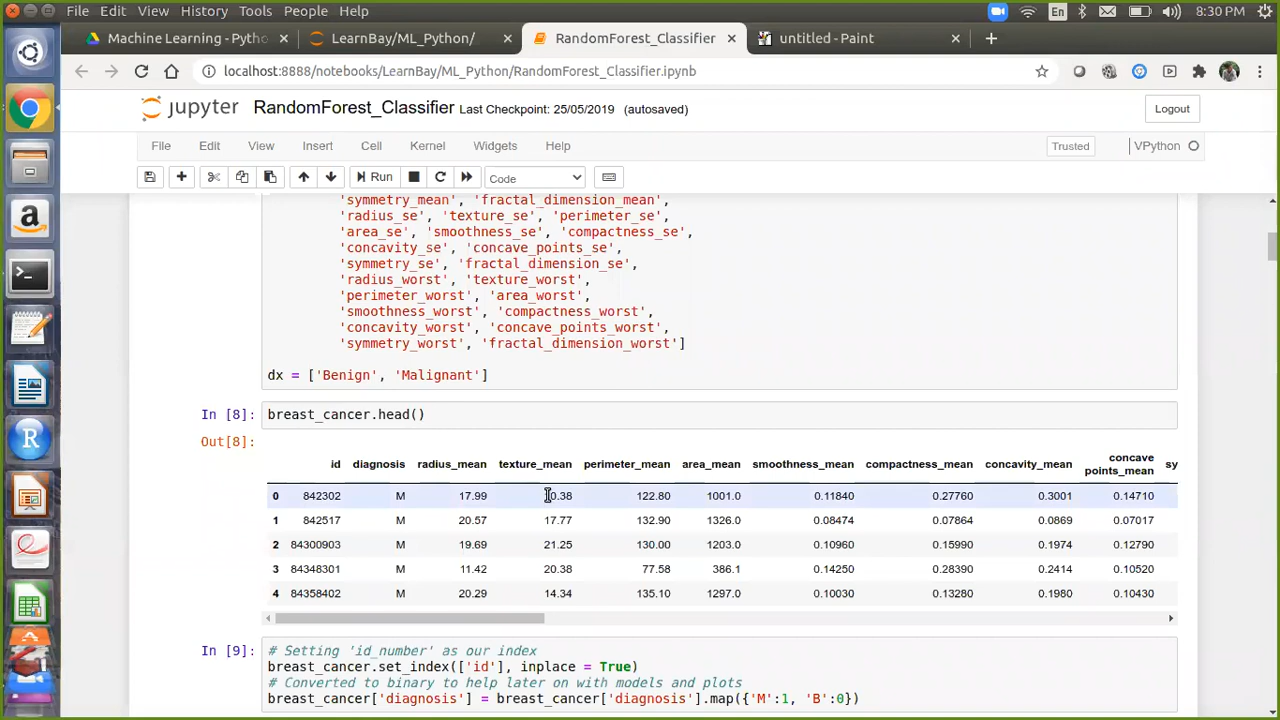 File Edit View History Tools People Help En 8:30 PM
Machine Learning - Pytho LearnBay/ML_Python/ RandomForest_Classifier untitled - Paint
localhost:8888/notebooks/LearnBay/ML_Python/RandomForest_Classifier.ipynb
jupyter RandomForest_Classifier Last Checkpoint: 25/05/2019 (autosaved) Logout
File Edit View Insert Cell Kernel Widgets Help Trusted VPython
Run Code
'symmetry_mean', 'fractal_dimension_mean',
'radius_se', 'texture_se', 'perimeter_se',
'area_se', 'smoothness_se', 'compactness_se',
'concavity_se', 'concave_points_se',
'symmetry_se', 'fractal_dimension_se',
'radius_worst', 'texture_worst',
'perimeter_worst', 'area_worst',
'smoothness_worst', 'compactness_worst',
'concavity_worst', 'concave_points_worst',
'symmetry_worst', 'fractal_dimension_worst']
dx = ['Benign', 'Malignant']
In [8]: breast_cancer.head()
Out[8]:
id diagnosis radius_mean texture_mean perimeter_mean area_mean smoothness_mean compactness_mean concavity_mean concave points_mean sy
0 842302 M 17.99 0.38 122.80 1001.0 0.11840 0.27760 0.3001 0.14710
1 842517 M 20.57 17.77 132.90 1326.0 0.08474 0.07864 0.0869 0.07017
2 84300903 M 19.69 21.25 130.00 1203.0 0.10960 0.15990 0.1974 0.12790
3 84348301 M 11.42 20.38 77.58 386.1 0.14250 0.28390 0.2414 0.10520
4 84358402 M 20.29 14.34 135.10 1297.0 0.10030 0.13280 0.1980 0.10430
In [9]: # Setting 'id_number' as our index
breast_cancer.set_index(['id'], inplace = True)
# Converted to binary to help later on with models and plots
breast_cancer['diagnosis'] = breast_cancer['diagnosis'].map({'M':1, 'B':0})